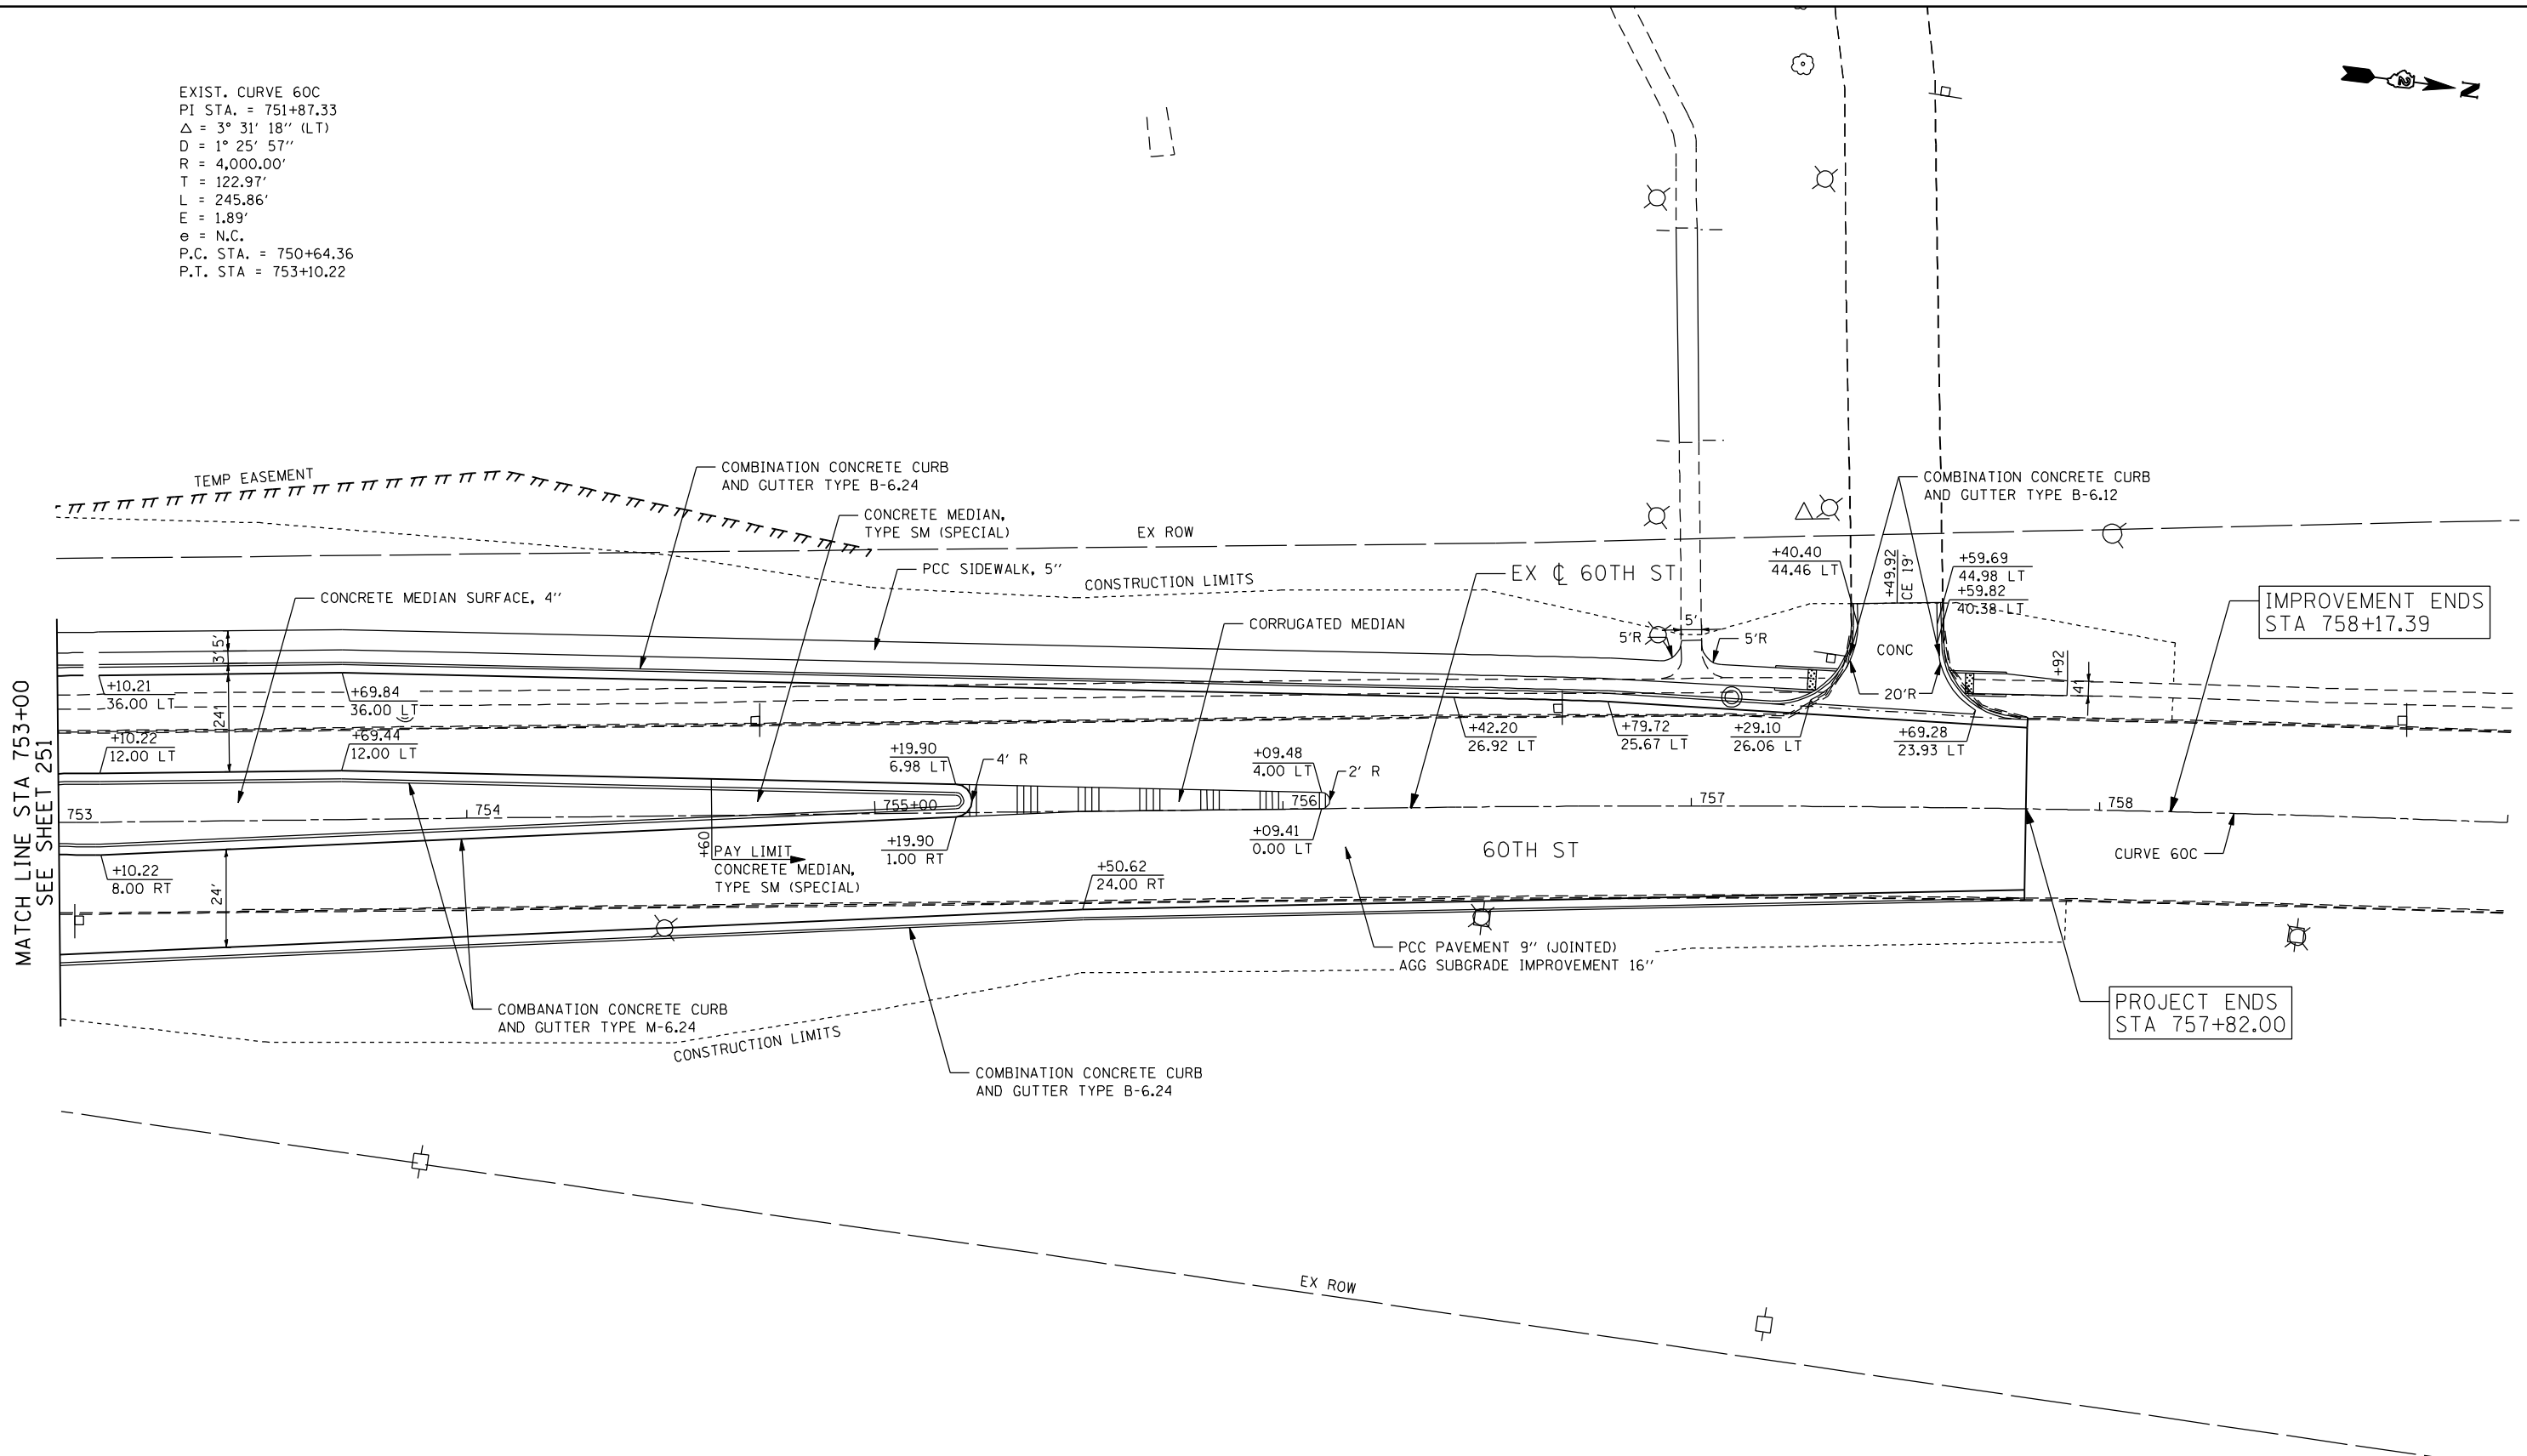 EXIST. CURVE 60C
PI STA. = 751+87.33
△ = 3° 31' 18'' (LT)
D = 1° 25' 57''
R = 4,000.00'
T = 122.97'
L = 245.86'
E = 1.89'
e = N.C.
P.C. STA. = 750+64.36
P.T. STA = 753+10.22
N
TEMP EASEMENT
COMBINATION CONCRETE CURB
AND GUTTER TYPE B-6.24
CONCRETE MEDIAN,
TYPE SM (SPECIAL)
EX ROW
COMBINATION CONCRETE CURB
AND GUTTER TYPE B-6.12
PCC SIDEWALK, 5''
CONSTRUCTION LIMITS
EX ℄ 60TH ST
+40.40
44.46 LT
+49.92
CE 19'
+59.69
44.98 LT
+59.82
40.38 LT
IMPROVEMENT ENDS
STA 758+17.39
CONCRETE MEDIAN SURFACE, 4''
CORRUGATED MEDIAN
5'
5'R
5'R
CONC
20'R
+92
4'
3'
5'
24'
+10.21
36.00 LT
+69.84
36.00 LT
+10.22
12.00 LT
+69.44
12.00 LT
+19.90
6.98 LT
4' R
+09.48
4.00 LT
2' R
+42.20
26.92 LT
+79.72
25.67 LT
+29.10
26.06 LT
+69.28
23.93 LT
MATCH LINE STA 753+00
SEE SHEET 251
753
754
755+00
756
757
758
+10.22
8.00 RT
24'
+60
PAY LIMIT
CONCRETE MEDIAN,
TYPE SM (SPECIAL)
+19.90
1.00 RT
+09.41
0.00 LT
+50.62
24.00 RT
60TH ST
CURVE 60C
PCC PAVEMENT 9'' (JOINTED)
AGG SUBGRADE IMPROVEMENT 16''
PROJECT ENDS
STA 757+82.00
COMBANATION CONCRETE CURB
AND GUTTER TYPE M-6.24
CONSTRUCTION LIMITS
COMBINATION CONCRETE CURB
AND GUTTER TYPE B-6.24
EX ROW